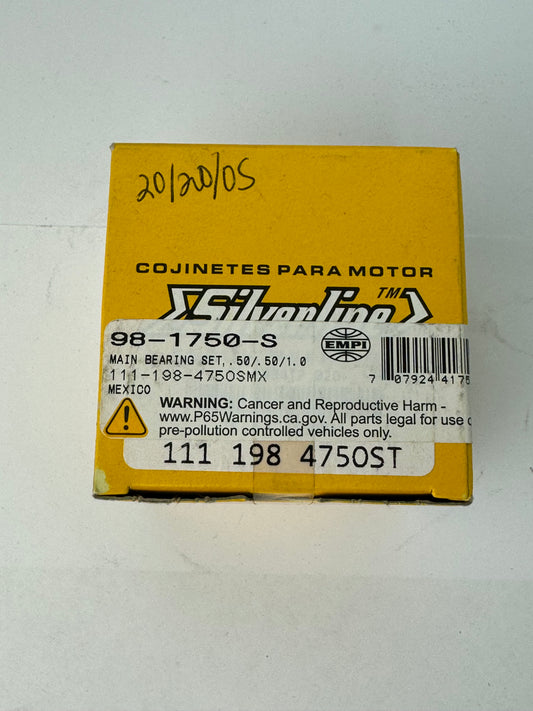 20/20/OS
COJINETES PARA MOTOR
Silverline™
98-1750-S
EMPI
MAIN BEARING SET, .50/.50/1.0
111-198-4750SMX
MEXICO
7 07924 4175
WARNING: Cancer and Reproductive Harm -
www.P65Warnings.ca.gov. All parts legal for use o
pre-pollution controlled vehicles only.
111 198 4750ST